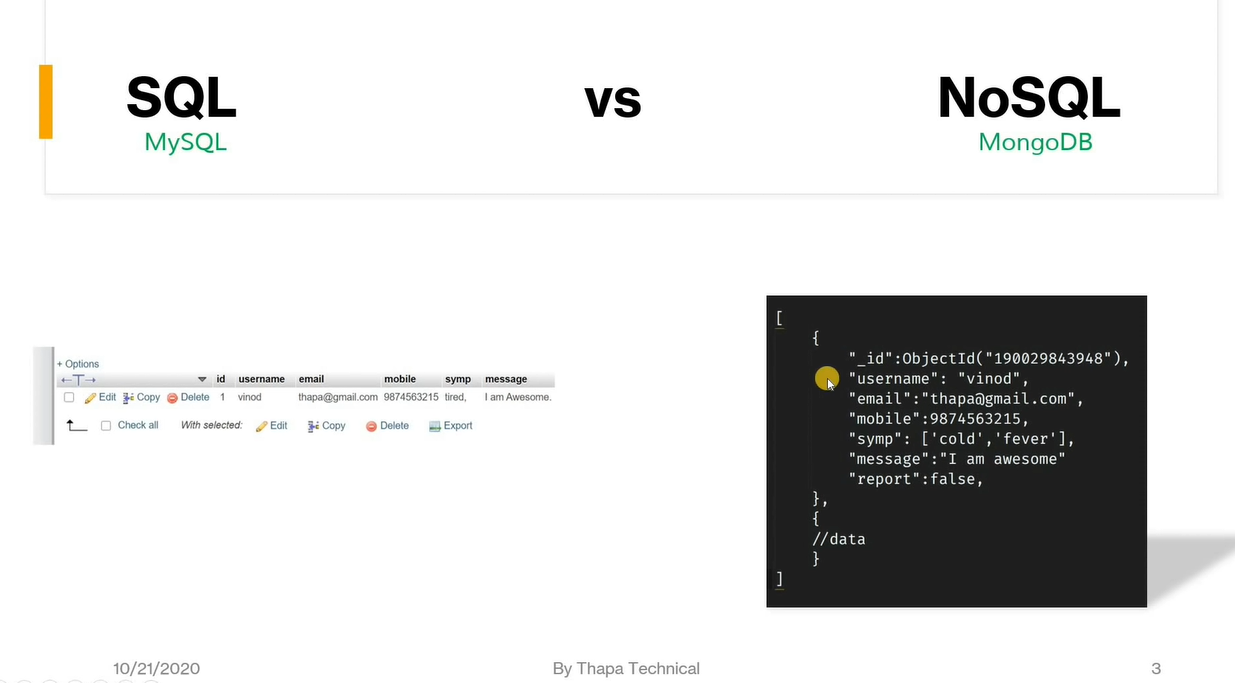 SQL vs NoSQL
MySQL MongoDB
+ Options
id username email mobile symp message
Edit Copy Delete 1 vinod thapa@gmail.com 9874563215 tired, I am Awesome.
Check all With selected: Edit Copy Delete Export
[
{
"_id":ObjectId("190029843948"),
"username": "vinod",
"email":"thapa@gmail.com",
"mobile":9874563215,
"symp": ['cold','fever'],
"message":"I am awesome"
"report":false,
},
{
//data
}
]
10/21/2020 By Thapa Technical 3